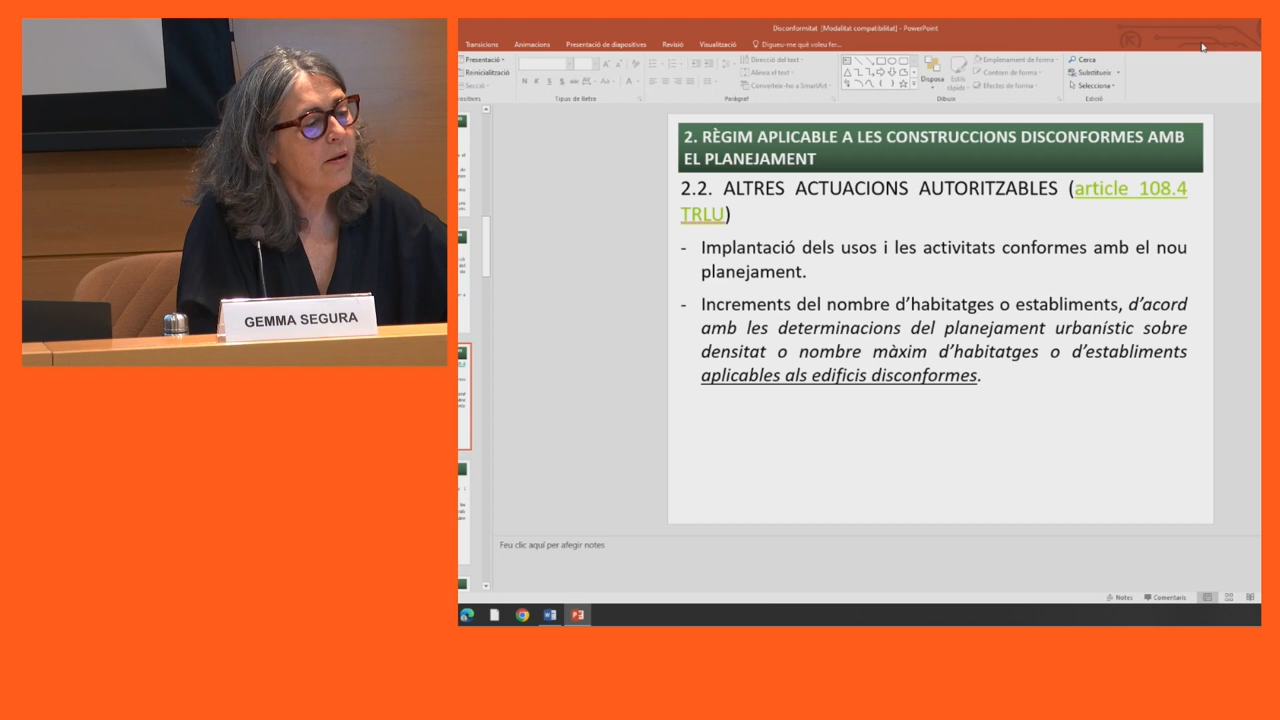 GEMMA SEGURA
Disconformitat [Modalitat compatibilitat] - PowerPoint
Transicions Animacions Presentació de diapositives Revisió Visualització Digueu-me què voleu fer...
Presentació
Reinicialització
Secció
Direcció del text
Alinea el text
Converteix-ho a SmartArt
Disposa
Estils
ràpids
Emplenament de forma
Contorn de forma
Efectes de forma
Cerca
Substitueix
Selecciona
Tipus de lletre
Paràgraf
Dibuix
Edició
2. RÈGIM APLICABLE A LES CONSTRUCCIONS DISCONFORMES AMB
EL PLANEJAMENT
2.2. ALTRES ACTUACIONS AUTORITZABLES (article 108.4
TRLU)
- Implantació dels usos i les activitats conformes amb el nou
planejament.
- Increments del nombre d'habitatges o establiments, d'acord
amb les determinacions del planejament urbanístic sobre
densitat o nombre màxim d'habitatges o d'establiments
aplicables als edificis disconformes.
Feu clic aquí per afegir notes
Notes Comentaris